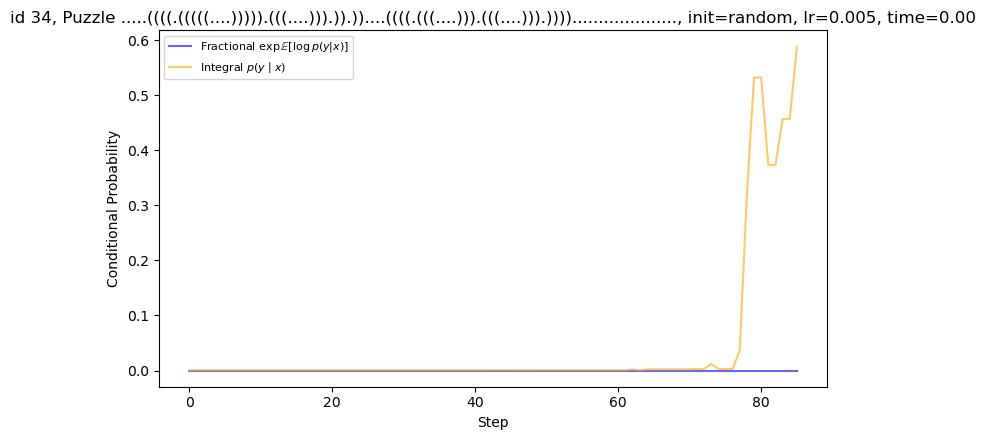 id 34, Puzzle .....((((.(((((....))))).(((....))).)).))....((((.(((....))).(((....))).))))....................., init=random, lr=0.005, time=0.00
0.6
Fractional exp𝔼[log p(y|x)]
Integral p(y | x)
0.5
0.4
0.3
0.2
0.1
0.0
Conditional Probability
0 20 40 60 80
Step